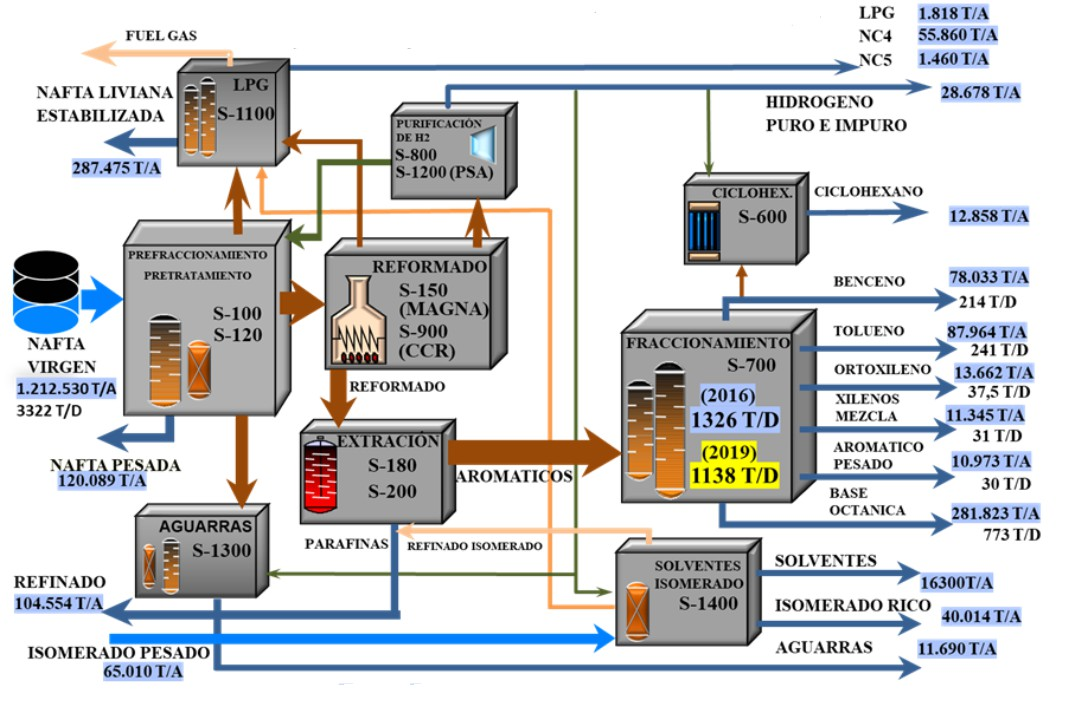 LPG 1.818 T/A
NC4 55.860 T/A
NC5 1.460 T/A
FUEL GAS
LPG
S-1100
NAFTA LIVIANA
ESTABILIZADA
287.475 T/A
28.678 T/A
HIDROGENO
PURO E IMPURO
PURIFICACIÓN
DE H2
S-800
S-1200 (PSA)
CICLOHEX.
S-600
CICLOHEXANO
12.858 T/A
PREFRACCIONAMIENTO
PRETRATAMIENTO
S-100
S-120
REFORMADO
S-150
(MAGNA)
S-900
(CCR)
NAFTA
VIRGEN
1.212.530 T/A
3322 T/D
REFORMADO
FRACCIONAMIENTO
S-700
(2016)
1326 T/D
(2019)
1138 T/D
BENCENO
78.033 T/A
214 T/D
TOLUENO
87.964 T/A
241 T/D
ORTOXILENO
13.662 T/A
37,5 T/D
XILENOS
MEZCLA
11.345 T/A
31 T/D
AROMATICO
PESADO
10.973 T/A
30 T/D
BASE
OCTANICA
281.823 T/A
773 T/D
NAFTA PESADA
120.089 T/A
EXTRACIÓN
S-180
S-200
AROMATICOS
AGUARRAS
S-1300
PARAFINAS
REFINADO ISOMERADO
REFINADO
104.554 T/A
SOLVENTES
ISOMERADO
S-1400
SOLVENTES
16300T/A
ISOMERADO RICO
40.014 T/A
AGUARRAS
11.690 T/A
ISOMERADO PESADO
65.010 T/A